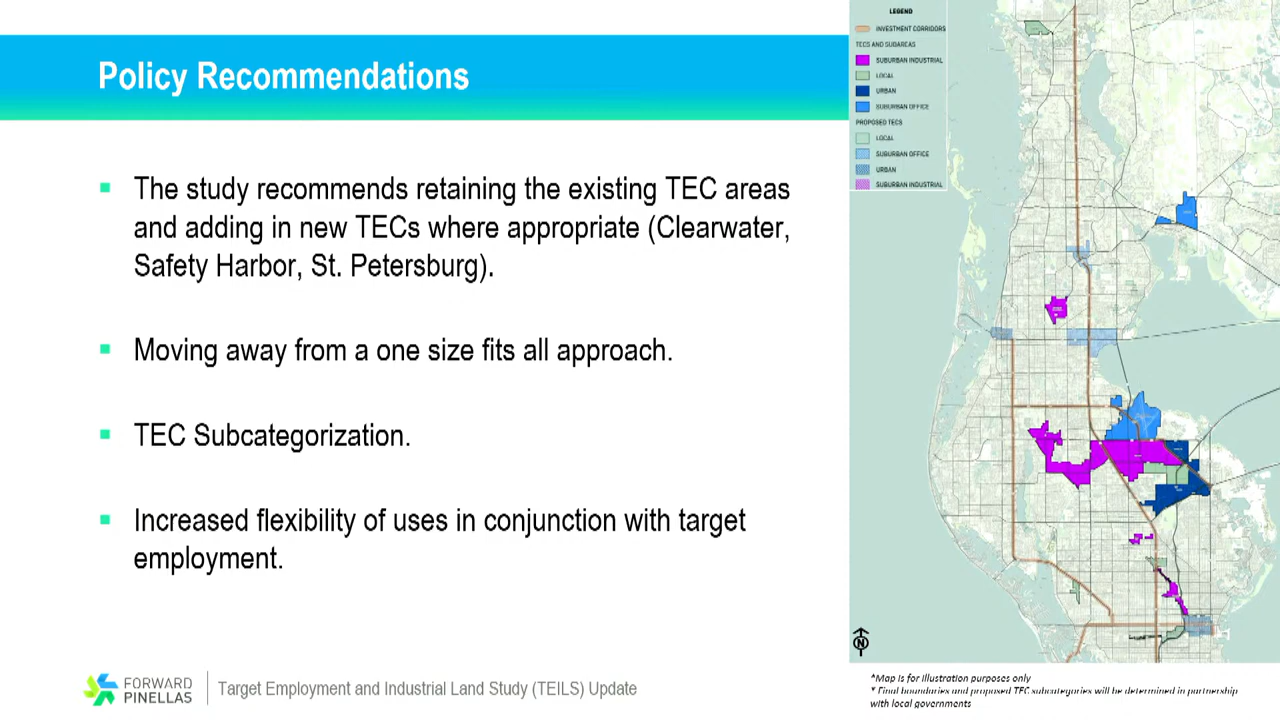 Policy Recommendations
The study recommends retaining the existing TEC areas
and adding in new TECs where appropriate (Clearwater,
Safety Harbor, St. Petersburg).
Moving away from a one size fits all approach.
TEC Subcategorization.
Increased flexibility of uses in conjunction with target
employment.
LEGEND
INVESTMENT CORRIDORS
TECS AND SUBAREAS
SUBURBAN INDUSTRIAL
LOCAL
URBAN
SUBURBAN OFFICE
PROPOSED TECS
LOCAL
SUBURBAN OFFICE
URBAN
SUBURBAN INDUSTRIAL
N
*Map is for illustration purposes only
* Final boundaries and proposed TEC subcategories will be determined in partnership
with local governments
FORWARD
PINELLAS
Target Employment and Industrial Land Study (TEILS) Update